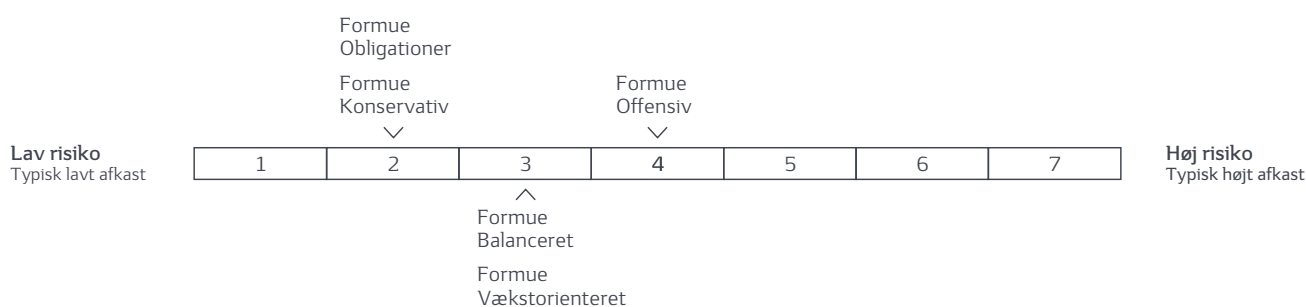 Formue
Obligationer
Formue
Konservativ
Formue
Offensiv
Lav risiko
Typisk lavt afkast
1 2 3 4 5 6 7
Høj risiko
Typisk højt afkast
Formue
Balanceret
Formue
Vækstorienteret